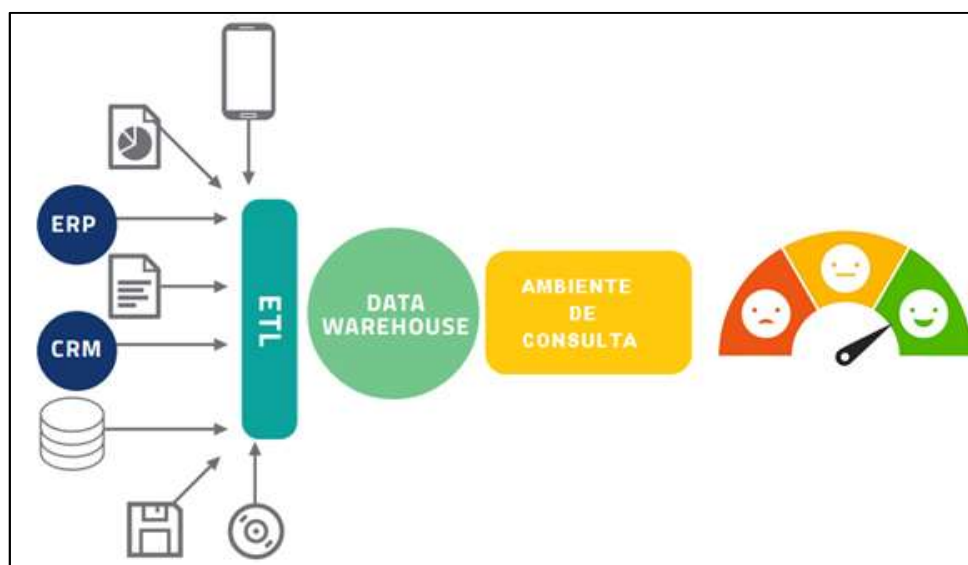 ERP
CRM
ETL
DATA
WAREHOUSE
AMBIENTE
DE
CONSULTA